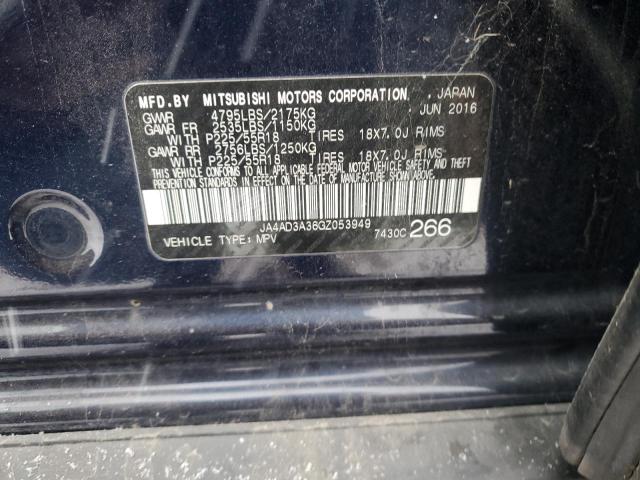 MFD.BY MITSUBISHI MOTORS CORPORATION, JAPAN
GVWR 4795LBS/2175KG JUN 2016
GAWR FR 2535LBS/1150KG
WITH P225/55R18 TIRES 18X7.0J RIMS
GAWR RR 2756LBS/1250KG
WITH P225/55R18 TIRES 18X7.0J RIMS
THIS VEHICLE CONFORMS TO ALL APPLICABLE FEDERAL MOTOR VEHICLE SAFETY, BUMPER, AND THEFT
PREVENTION STANDARDS IN EFFECT ON THE DATE OF MANUFACTURE SHOWN ABOVE.
JA4AD3A36GZ053949
VEHICLE TYPE: MPV 7430C 266